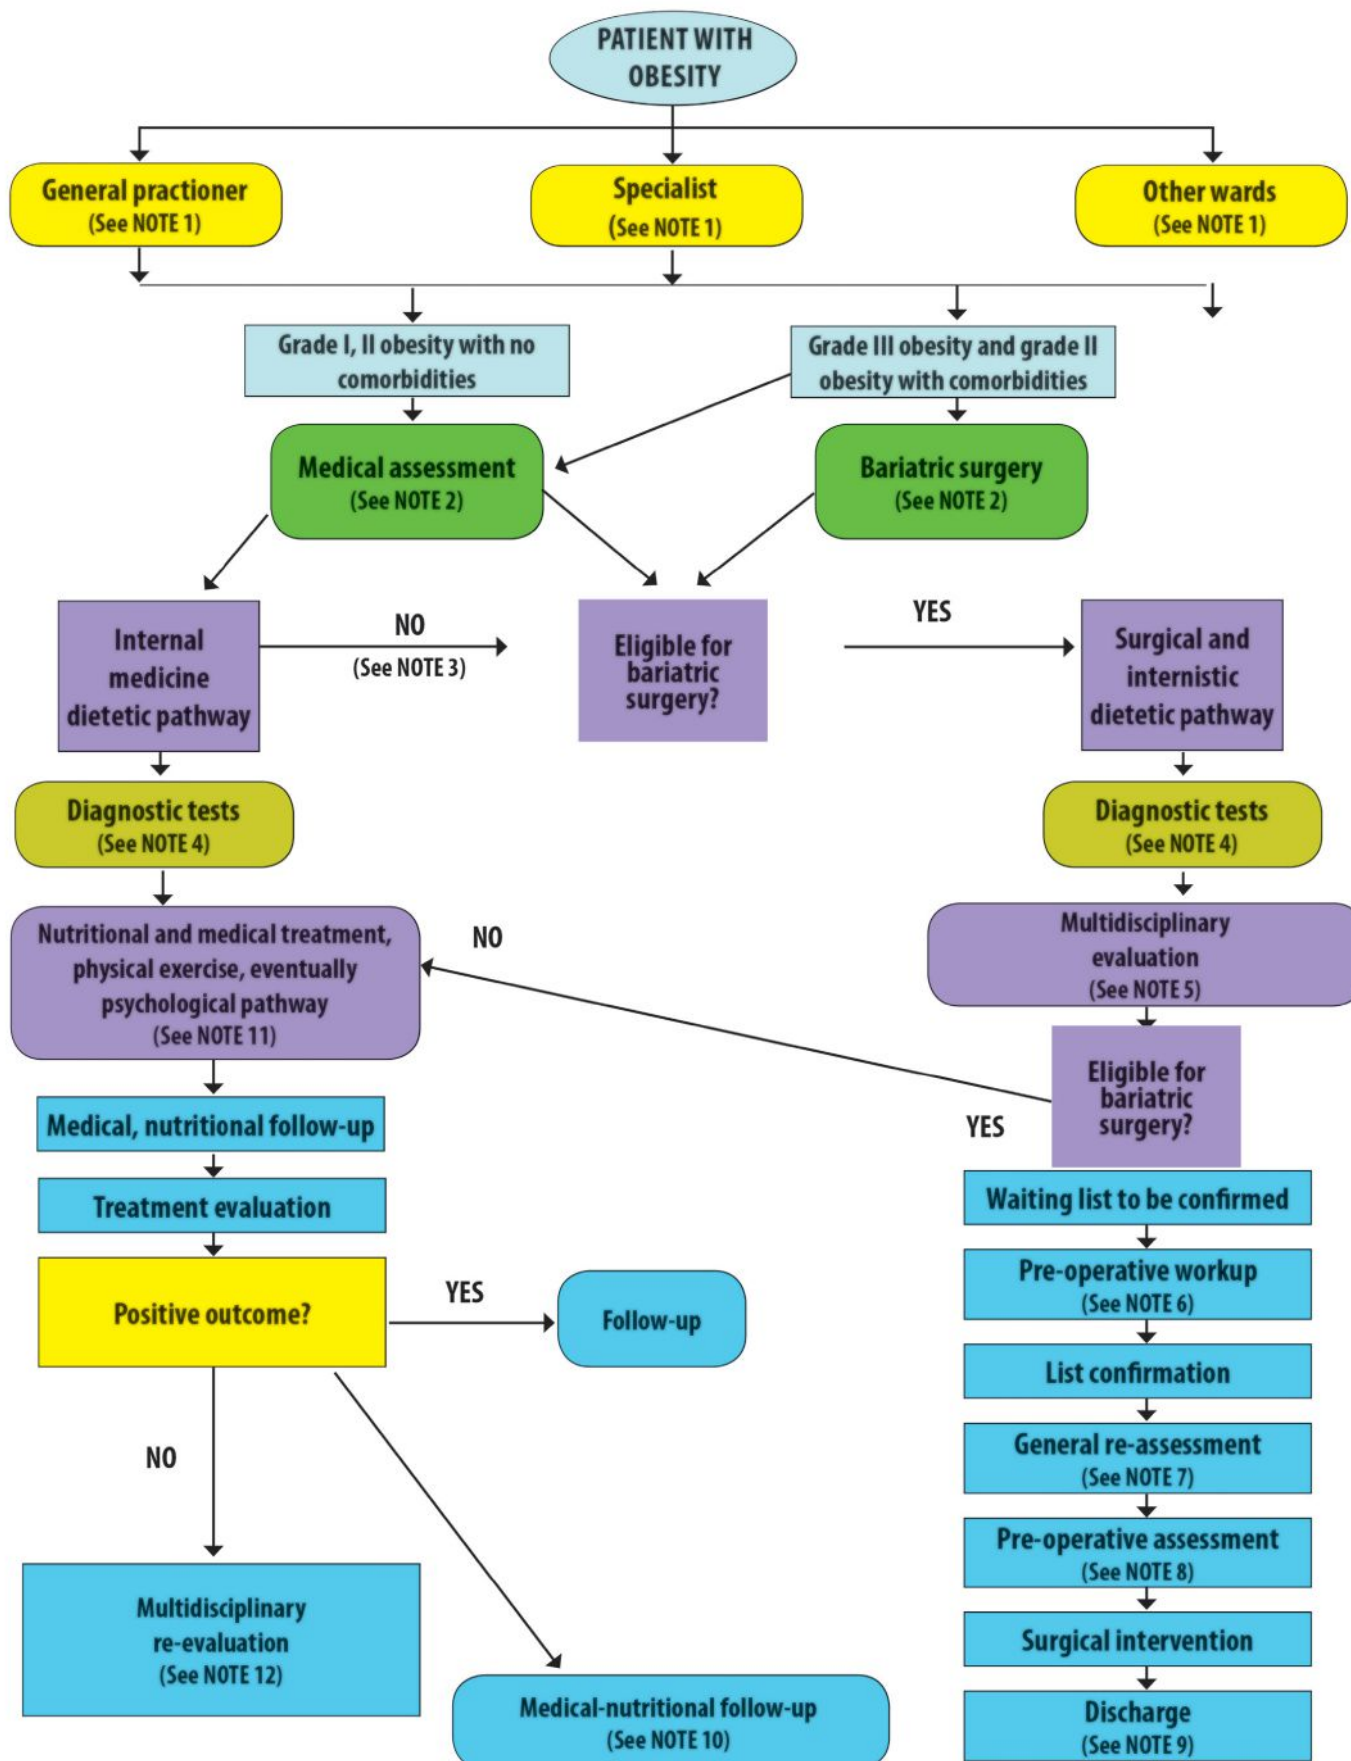 PATIENT WITH
OBESITY
General practioner
(See NOTE 1)
Specialist
(See NOTE 1)
Other wards
(See NOTE 1)
Grade I, II obesity with no
comorbidities
Grade III obesity and grade II
obesity with comorbidities
Medical assessment
(See NOTE 2)
Bariatric surgery
(See NOTE 2)
Internal
medicine
dietetic pathway
NO
(See NOTE 3)
Eligible for
bariatric
surgery?
YES
Surgical and
internistic
dietetic pathway
Diagnostic tests
(See NOTE 4)
Diagnostic tests
(See NOTE 4)
Nutritional and medical treatment,
physical exercise, eventually
psychological pathway
(See NOTE 11)
NO
Multidisciplinary
evaluation
(See NOTE 5)
Eligible for
bariatric
surgery?
YES
Medical, nutritional follow-up
Treatment evaluation
Positive outcome?
YES
Follow-up
NO
Multidisciplinary
re-evaluation
(See NOTE 12)
Medical-nutritional follow-up
(See NOTE 10)
Waiting list to be confirmed
Pre-operative workup
(See NOTE 6)
List confirmation
General re-assessment
(See NOTE 7)
Pre-operative assessment
(See NOTE 8)
Surgical intervention
Discharge
(See NOTE 9)